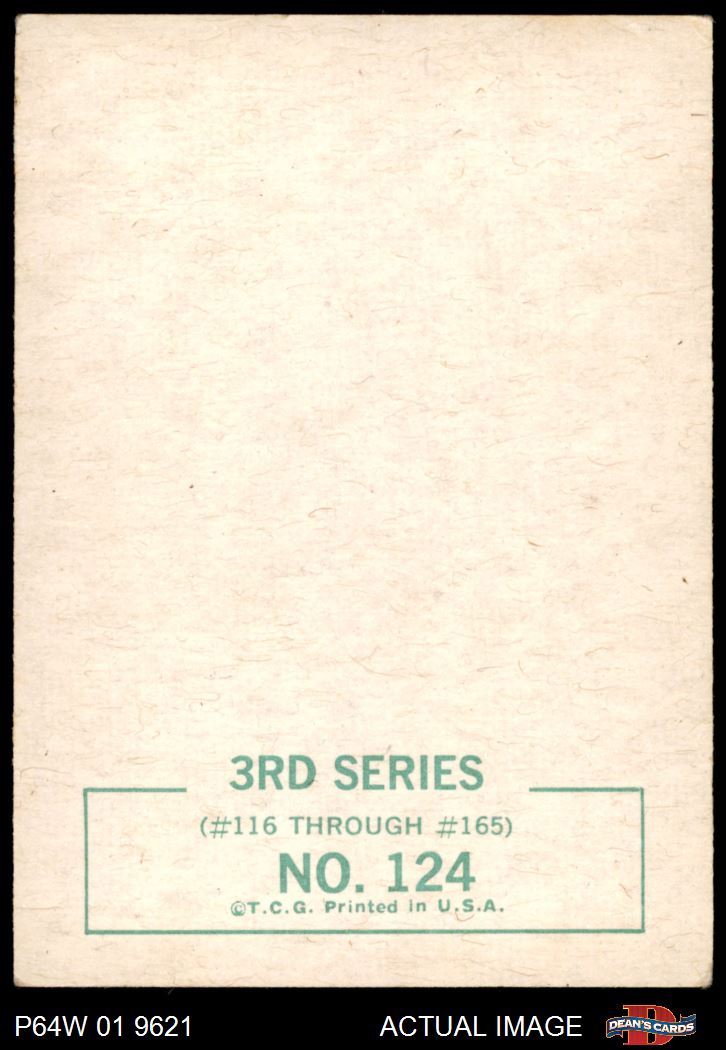 3RD SERIES
(#116 THROUGH #165)
NO. 124
©T.C.G. Printed in U.S.A.
P64W 01 9621
ACTUAL IMAGE
DEAN'S CARDS